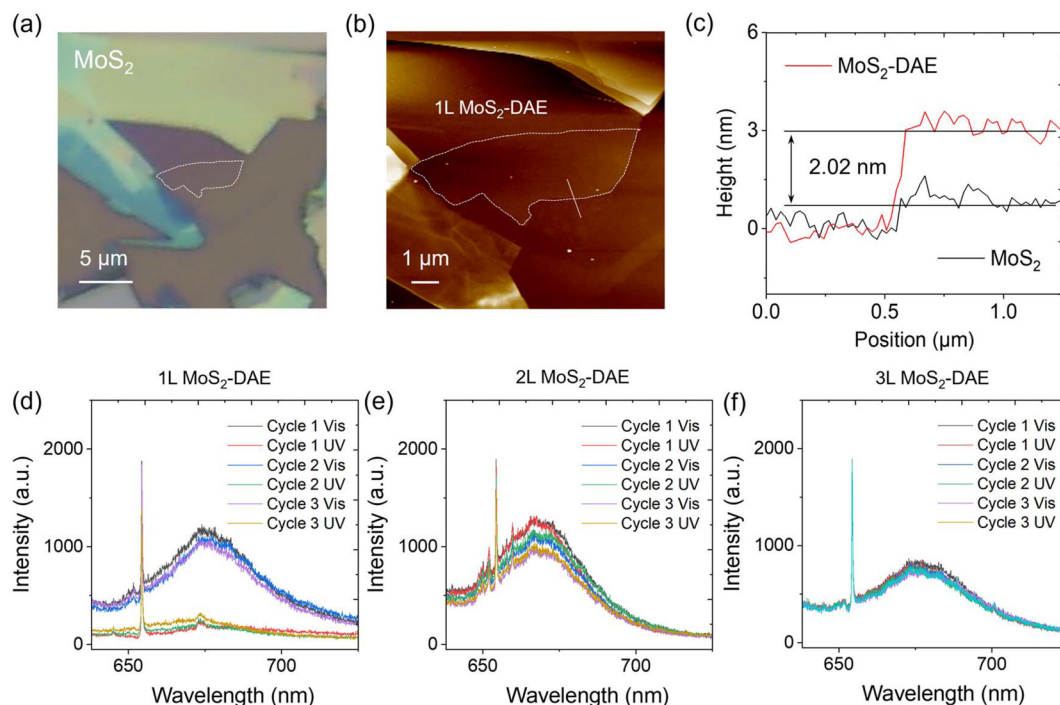 (a)
MoS₂
5 μm
(b)
1L MoS₂-DAE
1 μm
(c)
6
3
0
Height (nm)
MoS₂-DAE
2.02 nm
MoS₂
0.0
0.5
1.0
Position (μm)
1L MoS₂-DAE
(d)
2000
1000
0
Intensity (a.u.)
Cycle 1 Vis
Cycle 1 UV
Cycle 2 Vis
Cycle 2 UV
Cycle 3 Vis
Cycle 3 UV
650
700
Wavelength (nm)
2L MoS₂-DAE
(e)
2000
1000
0
Intensity (a.u.)
Cycle 1 Vis
Cycle 1 UV
Cycle 2 Vis
Cycle 2 UV
Cycle 3 Vis
Cycle 3 UV
650
700
Wavelength (nm)
3L MoS₂-DAE
(f)
2000
1000
0
Intensity (a.u.)
Cycle 1 Vis
Cycle 1 UV
Cycle 2 Vis
Cycle 2 UV
Cycle 3 Vis
Cycle 3 UV
650
700
Wavelength (nm)